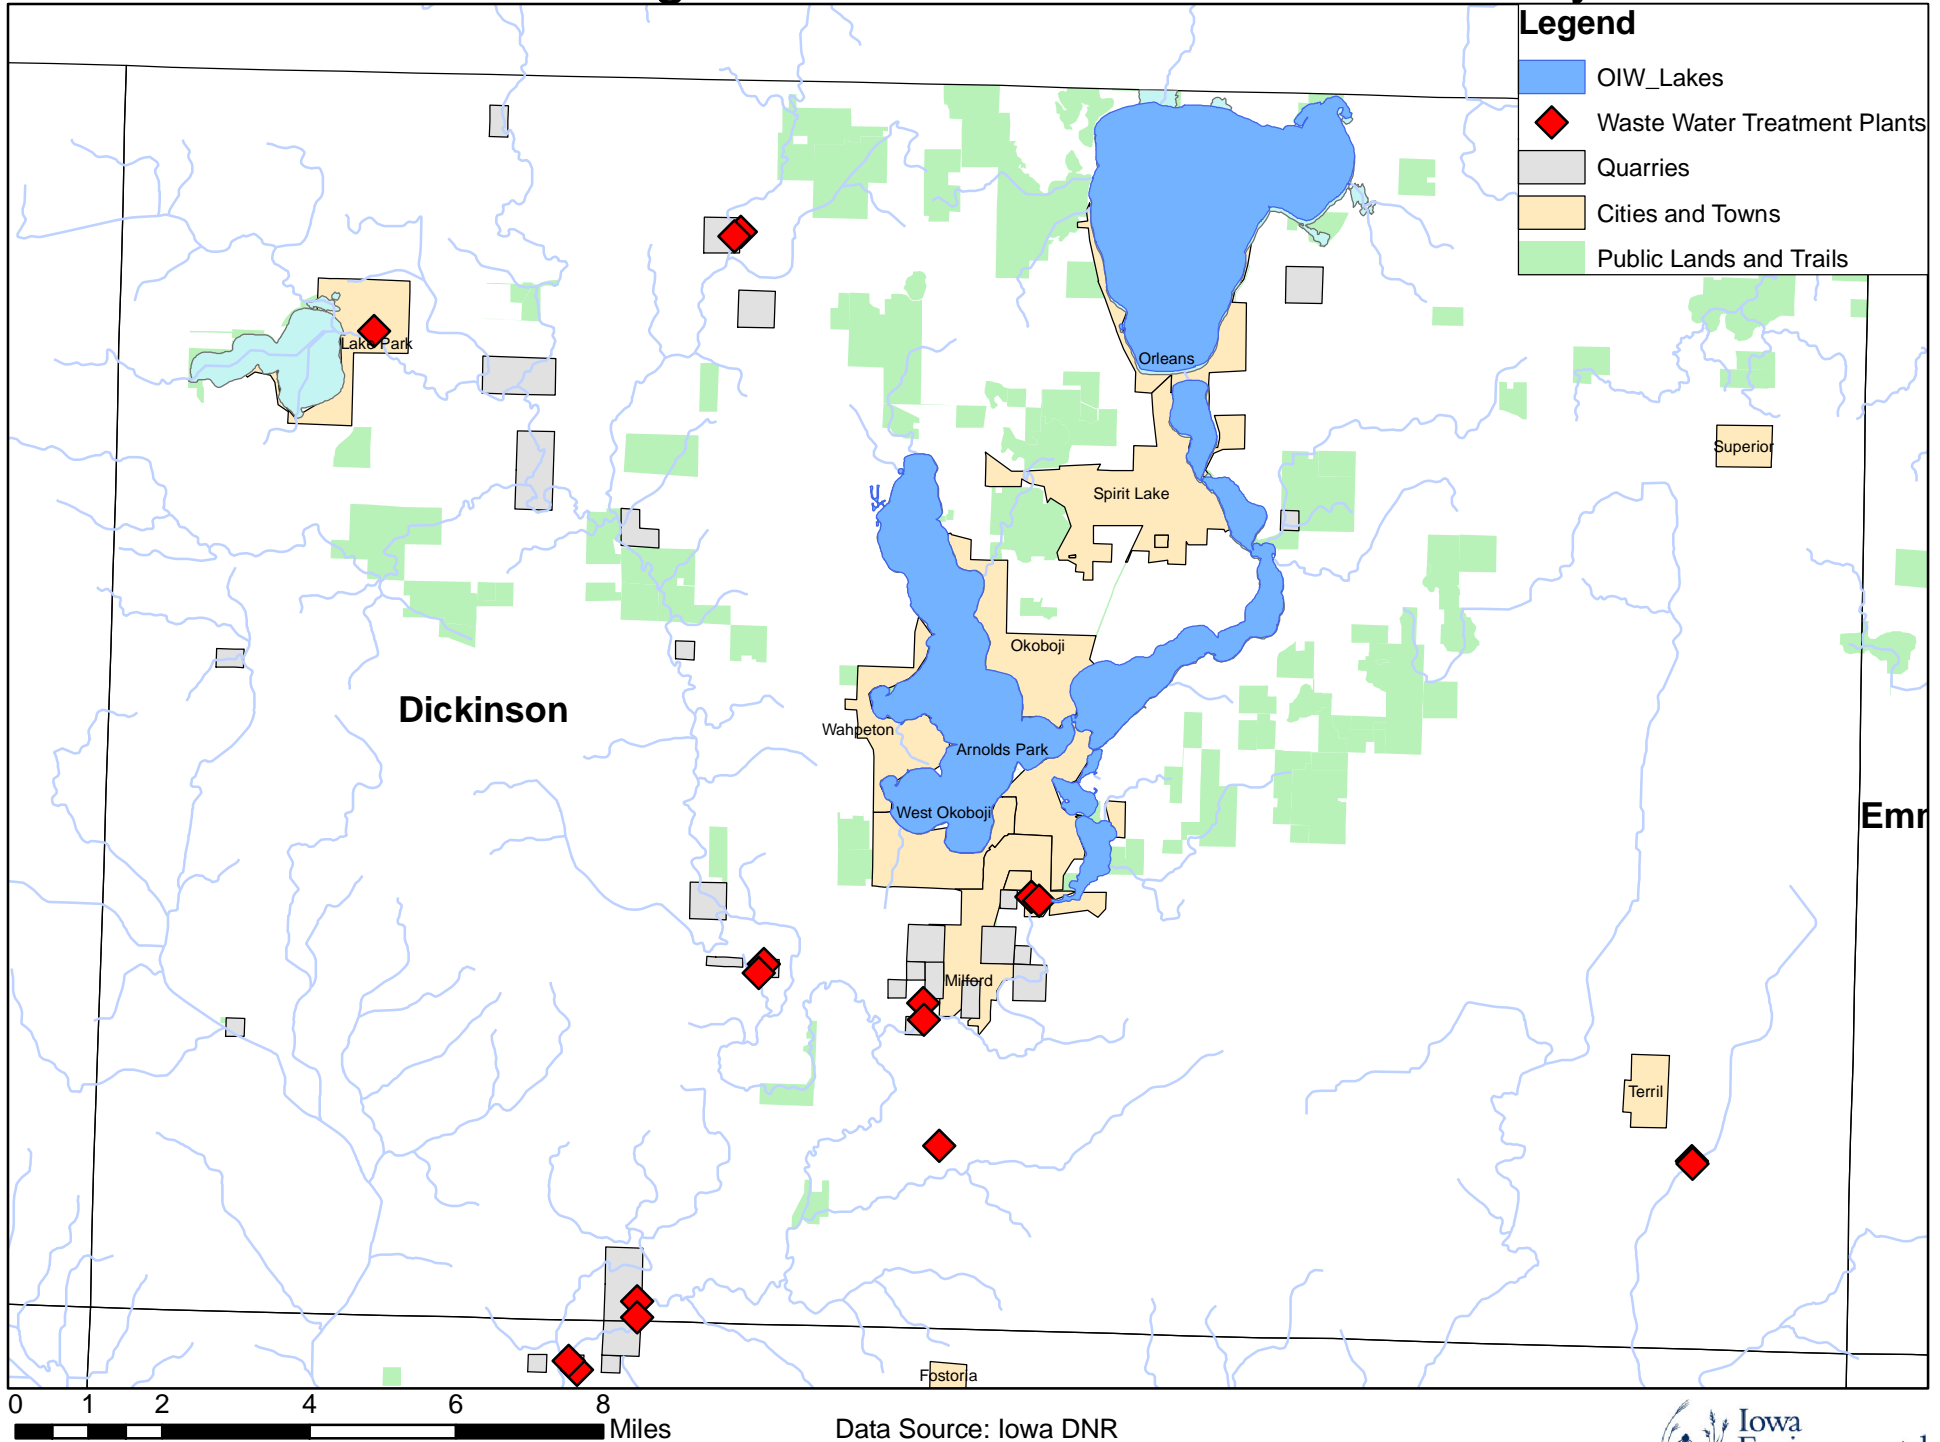 Legend
OIW_Lakes
Waste Water Treatment Plants
Quarries
Cities and Towns
Public Lands and Trails
Lake Park
Orleans
Superior
Spirit Lake
Okoboji
Dickinson
Wahpeton
Arnolds Park
West Okoboji
Milford
Terril
Fostoria
0 1 2 4 6 8
Miles
Data Source: Iowa DNR
Iowa